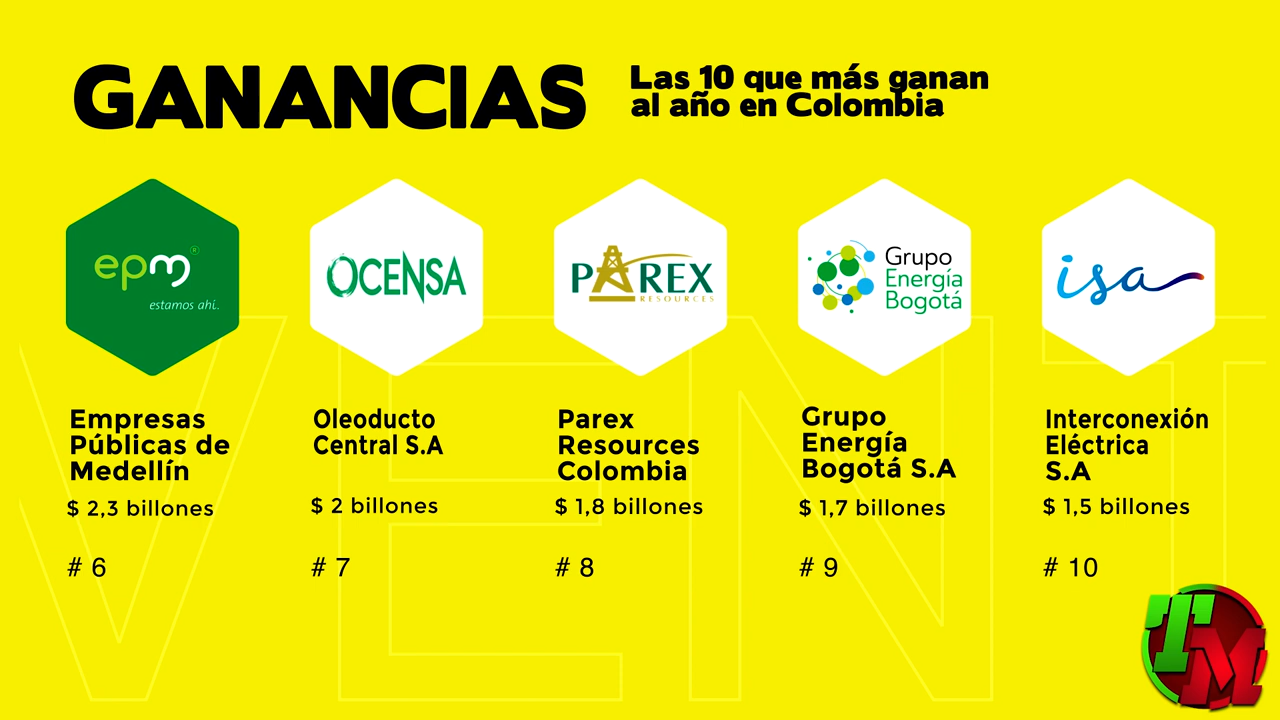 GANANCIAS
Las 10 que más ganan
al año en Colombia
epm®
estamos ahí..
OCENSA
PAREX
RESOURCES
Grupo
Energía
Bogotá
isa
Empresas
Públicas de
Medellín
$ 2,3 billones
# 6
Oleoducto
Central S.A
$ 2 billones
# 7
Parex
Resources
Colombia
$ 1,8 billones
# 8
Grupo
Energía
Bogotá S.A
$ 1,7 billones
# 9
Interconexión
Eléctrica
S.A
$ 1,5 billones
# 10
VENT
TM